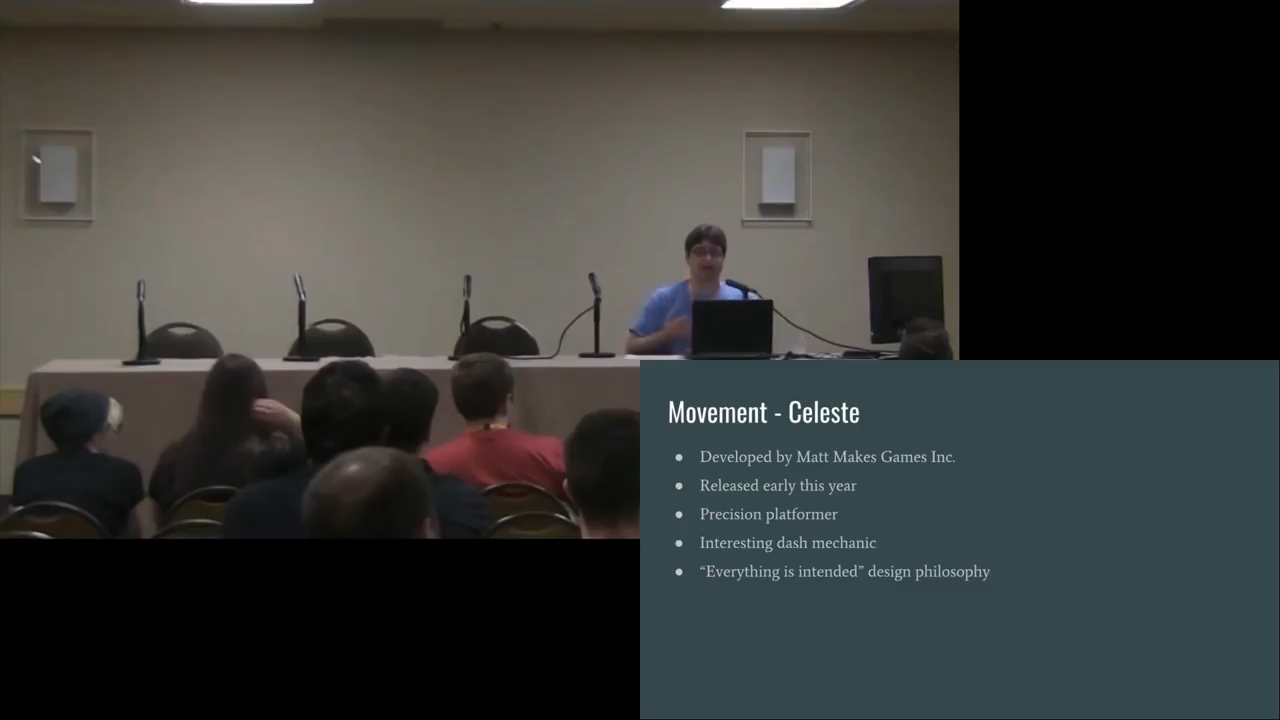 Movement - Celeste
● Developed by Matt Makes Games Inc.
● Released early this year
● Precision platformer
● Interesting dash mechanic
● “Everything is intended” design philosophy